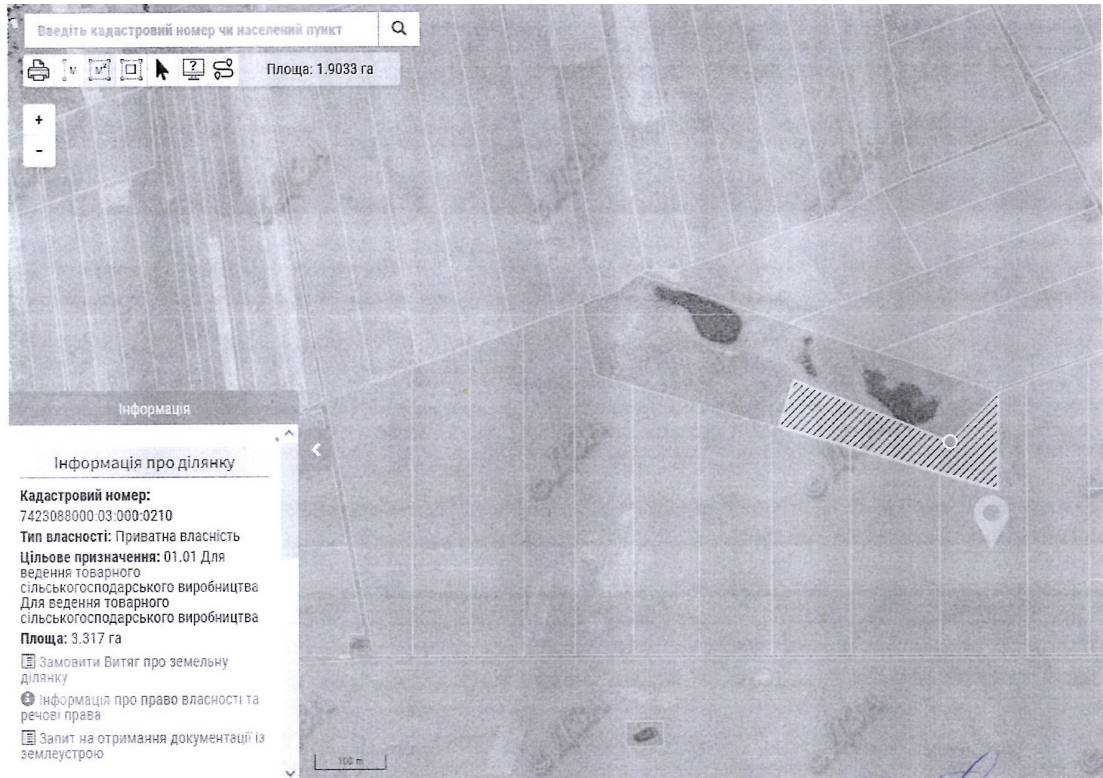 Введіть кадастровий номер чи населений пункт
Площа: 1.9033 га
+
-
Інформація
Інформація про ділянку
Кадастровий номер:
7423088000:03:000:0210
Тип власності: Приватна власність
Цільове призначення: 01.01 Для
ведення товарного
сільськогосподарського виробництва
Для ведення товарного
сільськогосподарського виробництва
Площа: 3.317 га
Замовити Витяг про земельну
ділянку
Інформація про право власності та
речові права
Запит на отримання документації із
землеустрою
100 m